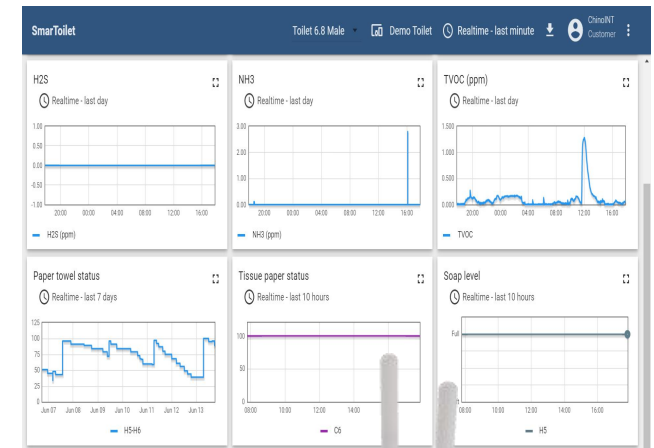 SmarToilet
Toilet 6.8 Male
Demo Toilet
Realtime - last minute
ChinoINT
Customer
H2S
Realtime - last day
1.00
0.50
0.00
-0.50
-1.00
20:00 00:00 04:00 08:00 12:00 16:00
H2S (ppm)
NH3
Realtime - last day
3.00
2.00
1.00
0.00
20:00 00:00 04:00 08:00 12:00 16:00
NH3 (ppm)
TVOC (ppm)
Realtime - last day
1.500
1.000
0.500
0.000
20:00 00:00 04:00 08:00 12:00 16:00
TVOC
Paper towel status
Realtime - last 7 days
125
100
75
50
25
0
Jun 07 Jun 08 Jun 09 Jun 10 Jun 11 Jun 12 Jun 13
H5-H6
Tissue paper status
Realtime - last 10 hours
100
50
0
08:00 10:00 12:00 14:00
C6
Soap level
Realtime - last 10 hours
Full
08:00 10:00 12:00 14:00 16:00
H5